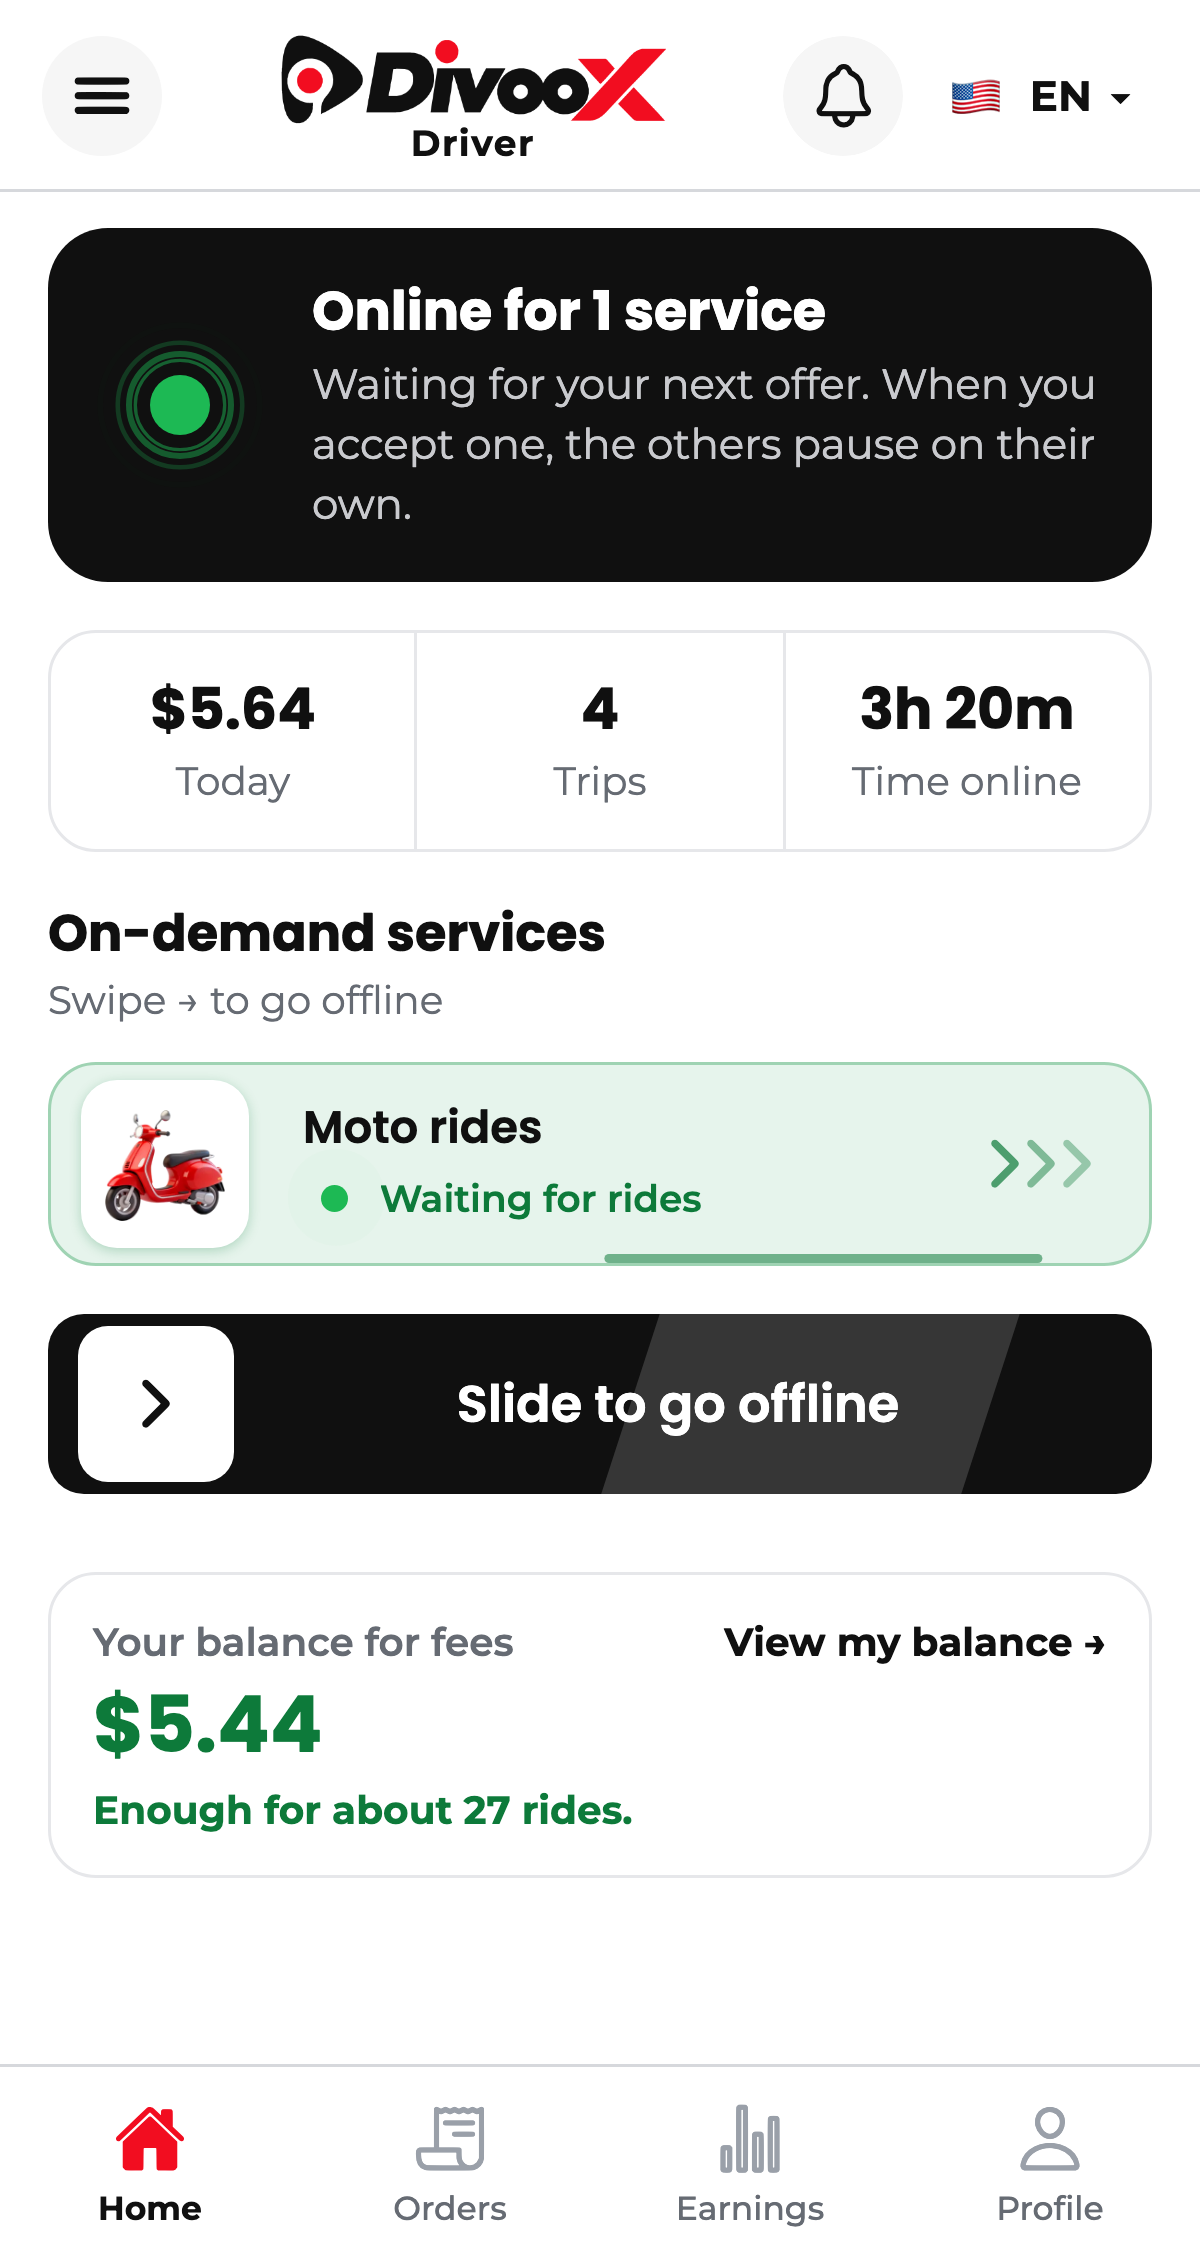 DivooX
Driver
EN
Online for 1 service
Waiting for your next offer. When you
accept one, the others pause on their
own.
$5.64
Today
4
Trips
3h 20m
Time online
On-demand services
Swipe → to go offline
Moto rides
Waiting for rides
Slide to go offline
Your balance for fees
View my balance →
$5.44
Enough for about 27 rides.
Home
Orders
Earnings
Profile